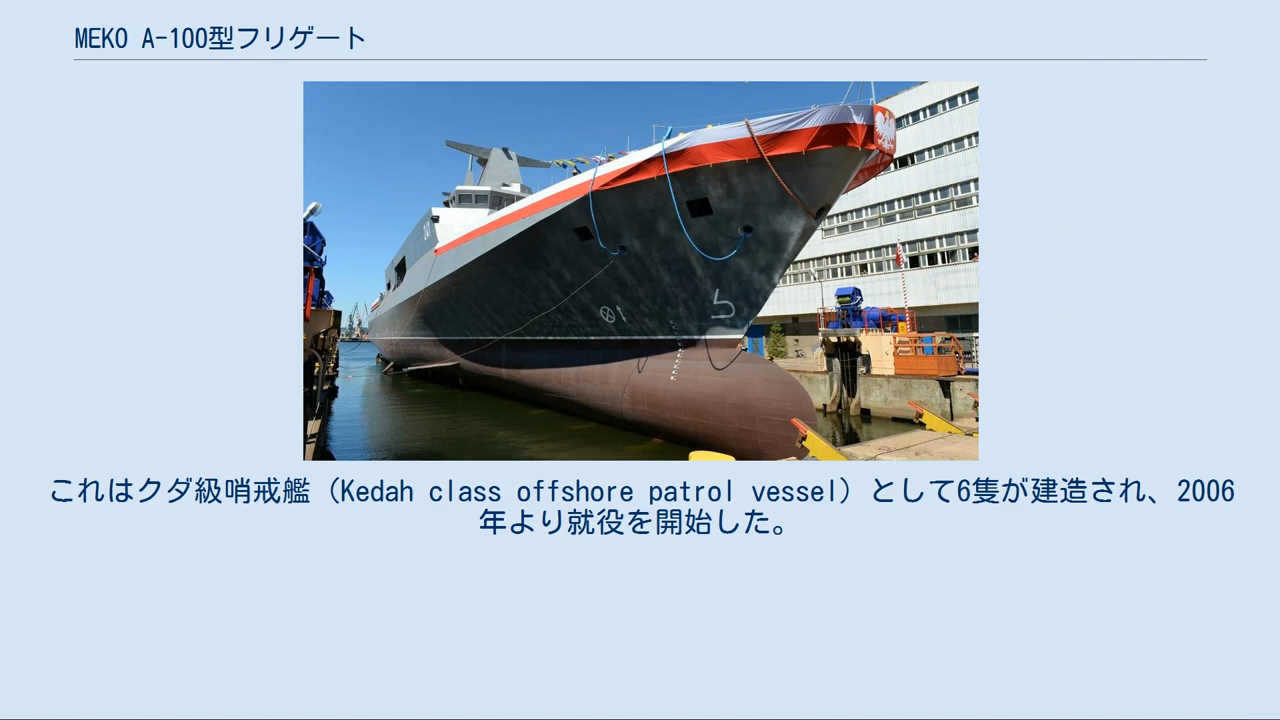 MEKO A-100型フリゲート
これはクダ級哨戒艦（Kedah class offshore patrol vessel）として6隻が建造され、2006
年より就役を開始した。